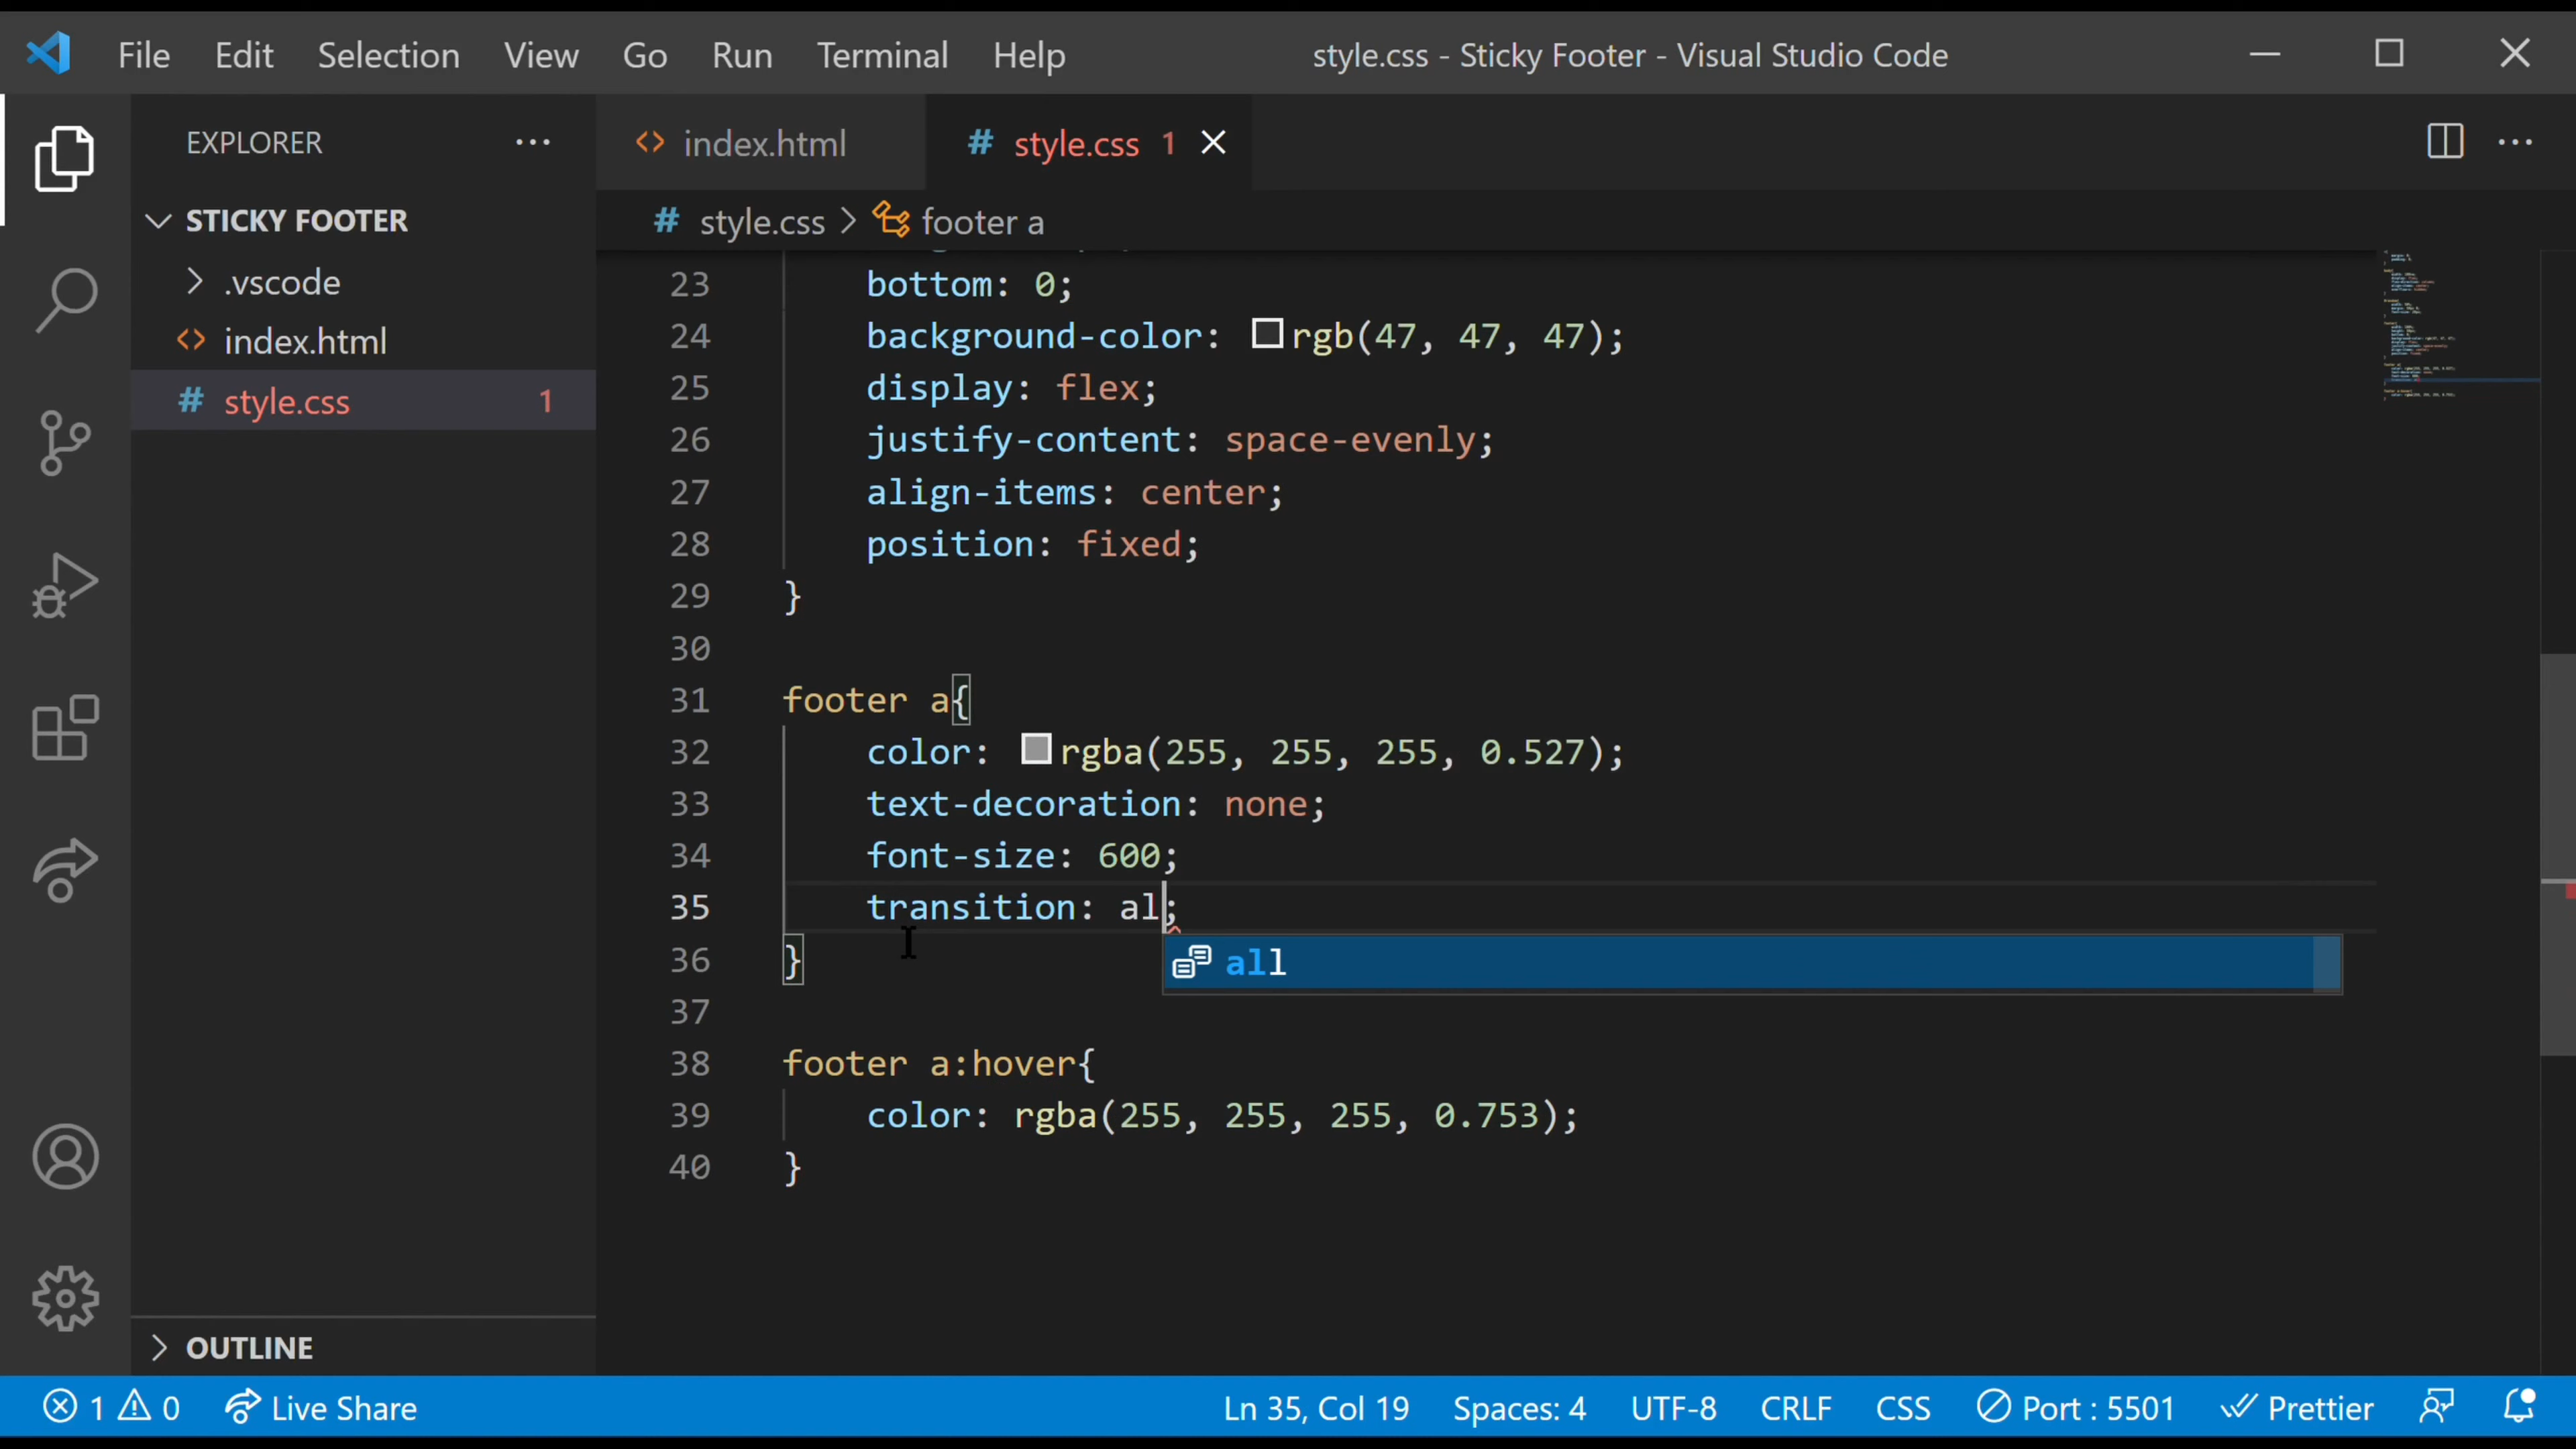 File Edit Selection View Go Run Terminal Help style.css - Sticky Footer - Visual Studio Code
EXPLORER
STICKY FOOTER
.vscode
index.html
style.css 1
OUTLINE
index.html
style.css 1
style.css > footer a
23 bottom: 0;
24 background-color: rgb(47, 47, 47);
25 display: flex;
26 justify-content: space-evenly;
27 align-items: center;
28 position: fixed;
29 }
30
31 footer a{
32 color: rgba(255, 255, 255, 0.527);
33 text-decoration: none;
34 font-size: 600;
35 transition: al;
36 }
all
37
38 footer a:hover{
39 color: rgba(255, 255, 255, 0.753);
40 }
1 0 Live Share Ln 35, Col 19 Spaces: 4 UTF-8 CRLF CSS Port : 5501 Prettier